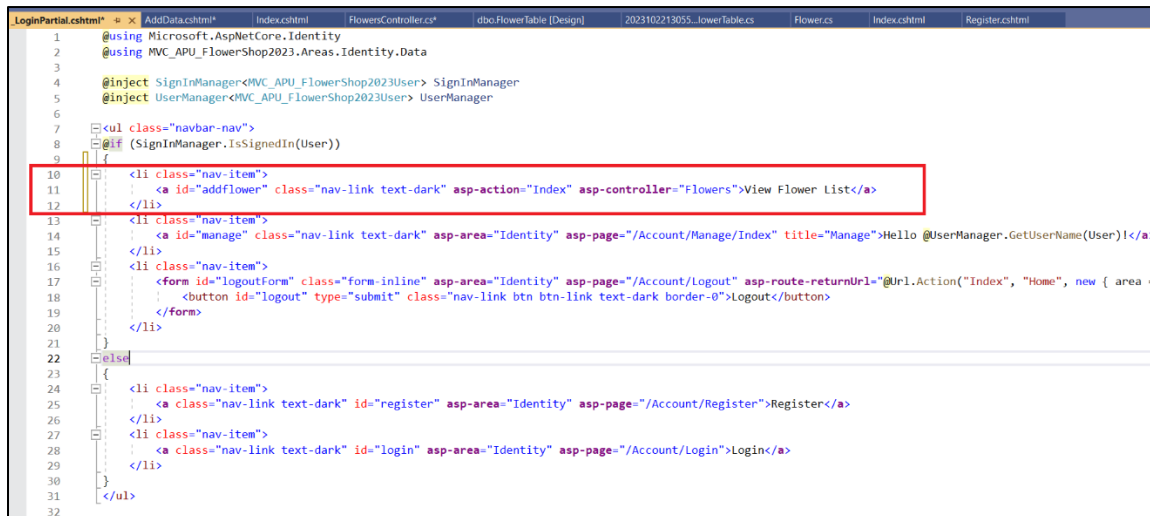 _LoginPartial.cshtml* AddData.cshtml* Index.cshtml FlowersController.cs* dbo.FlowerTable [Design] 2023102213055...lowerTable.cs Flower.cs Index.cshtml Register.cshtml
1 @using Microsoft.AspNetCore.Identity
2 @using MVC_APU_FlowerShop2023.Areas.Identity.Data
3
4 @inject SignInManager<MVC_APU_FlowerShop2023User> SignInManager
5 @inject UserManager<MVC_APU_FlowerShop2023User> UserManager
6
7 <ul class="navbar-nav">
8 @if (SignInManager.IsSignedIn(User))
9 {
10 <li class="nav-item">
11 <a id="addflower" class="nav-link text-dark" asp-action="Index" asp-controller="Flowers">View Flower List</a>
12 </li>
13 <li class="nav-item">
14 <a id="manage" class="nav-link text-dark" asp-area="Identity" asp-page="/Account/Manage/Index" title="Manage">Hello @UserManager.GetUserName(User)!</a
15 </li>
16 <li class="nav-item">
17 <form id="logoutForm" class="form-inline" asp-area="Identity" asp-page="/Account/Logout" asp-route-returnUrl="@Url.Action("Index", "Home", new { area
18 <button id="logout" type="submit" class="nav-link btn btn-link text-dark border-0">Logout</button>
19 </form>
20 </li>
21 }
22 else
23 {
24 <li class="nav-item">
25 <a class="nav-link text-dark" id="register" asp-area="Identity" asp-page="/Account/Register">Register</a>
26 </li>
27 <li class="nav-item">
28 <a class="nav-link text-dark" id="login" asp-area="Identity" asp-page="/Account/Login">Login</a>
29 </li>
30 }
31 </ul>
32